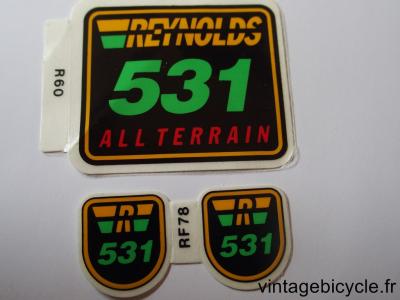 REYNOLDS
531
ALL TERRAIN
R60
R
531
RF78
R
531
vintagebicycle.fr